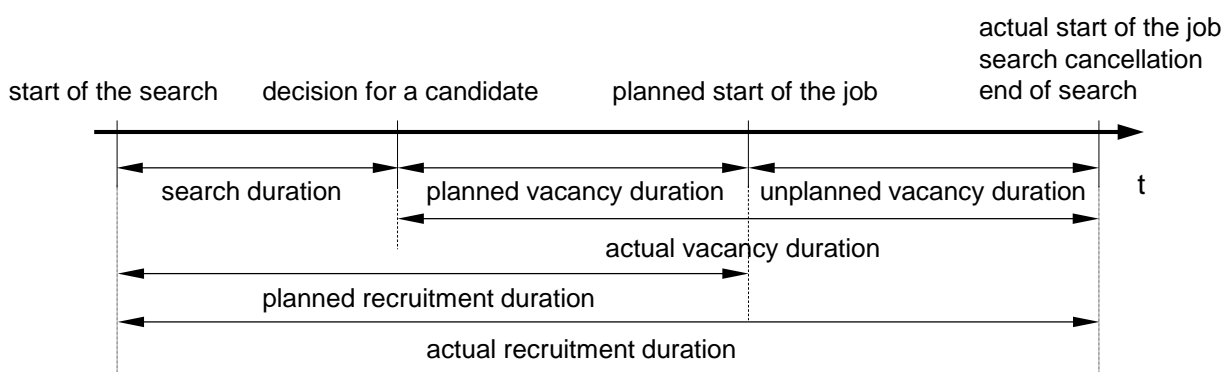 actual start of the job
search cancellation
start of the search decision for a candidate planned start of the job end of search
search duration planned vacancy duration unplanned vacancy duration t
actual vacancy duration
planned recruitment duration
actual recruitment duration